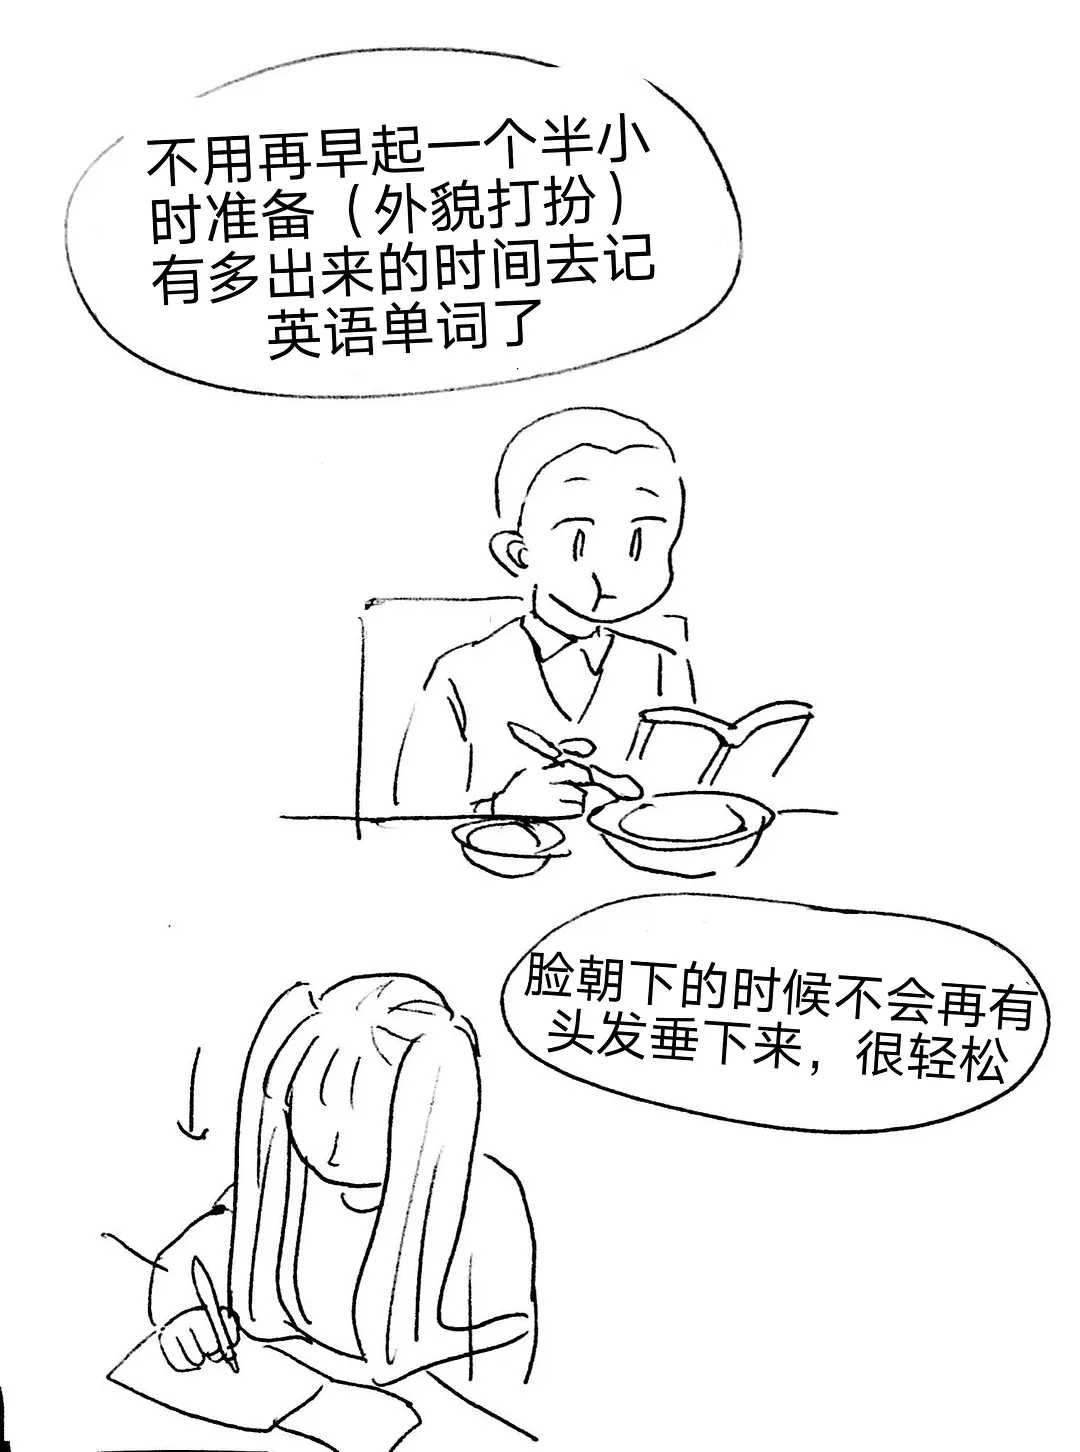 不用再早起一个半小
时准备（外貌打扮）
有多出来的时间去记
英语单词了
脸朝下的时候不会再有
头发垂下来，很轻松